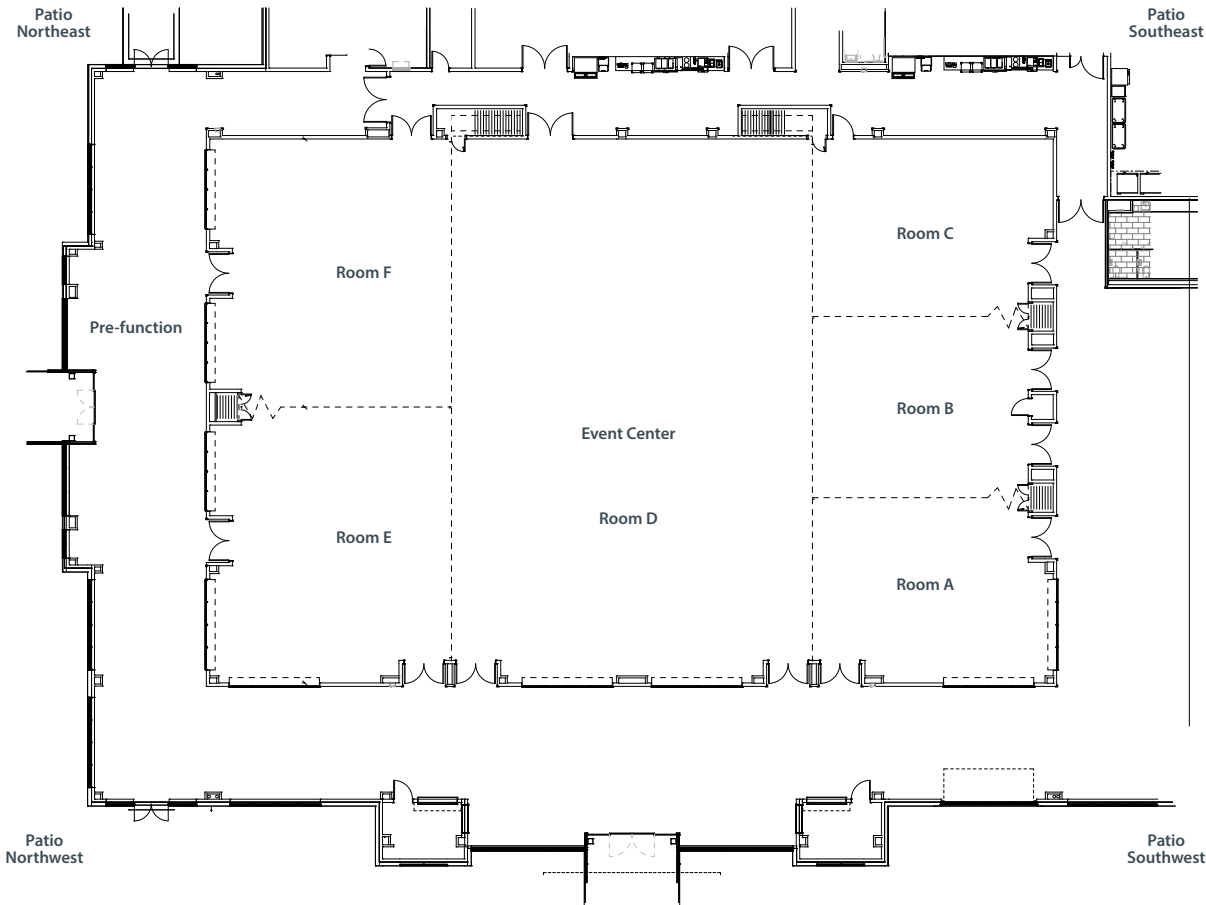 Patio
Northeast
Patio
Southeast
Room C
Room F
Pre-function
Room B
Event Center
Room D
Room E
Room A
Patio
Northwest
Patio
Southwest